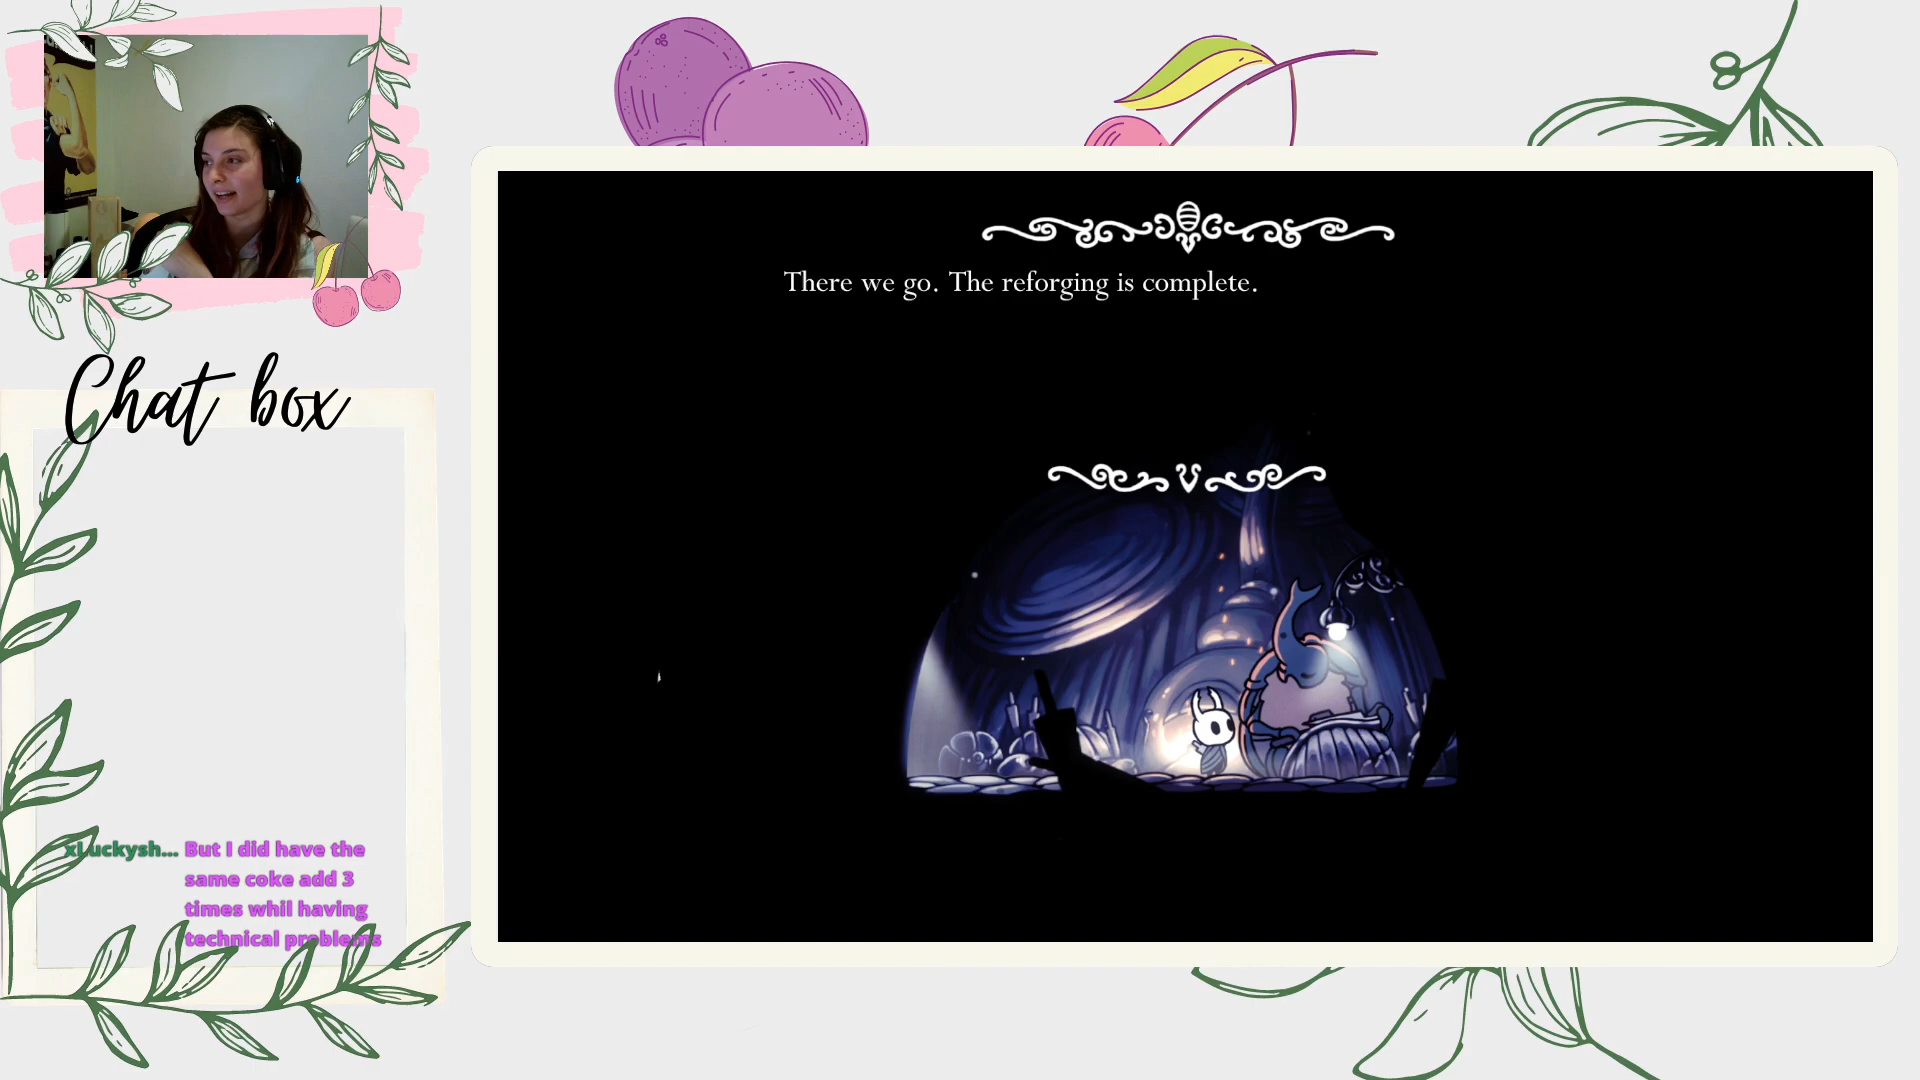 There we go. The reforging is complete.
Chat box
xLuckysh... But I did have the
same coke add 3
times whil having
technical problems